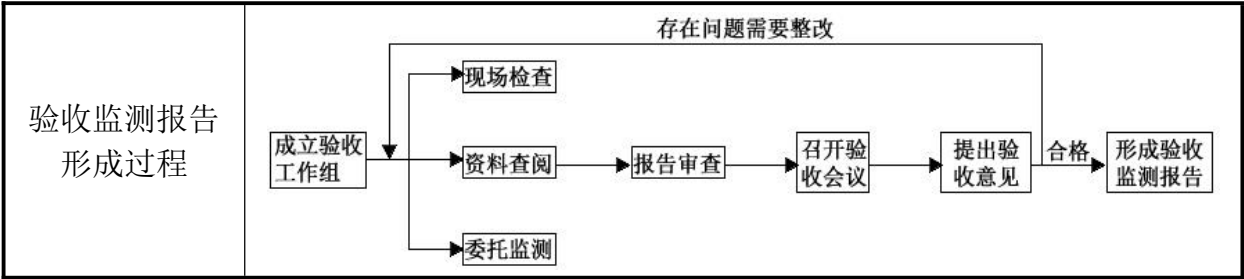 验收监测报告
形成过程
存在问题需要整改
现场检查
成立验收
工作组
资料查阅
报告审查
召开验
收会议
提出验
收意见
合格
形成验收
监测报告
委托监测